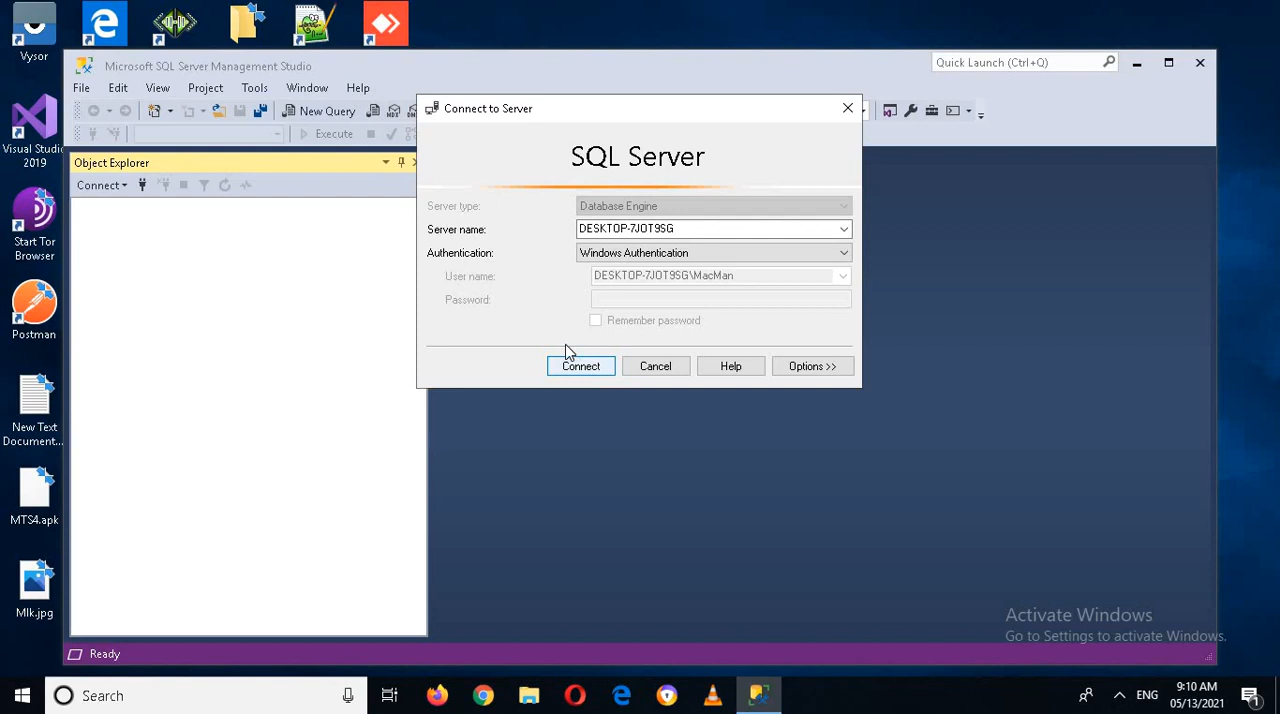 Vysor
Microsoft SQL Server Management Studio
Quick Launch (Ctrl+Q)
File Edit View Project Tools Window Help
New Query
Execute
Connect to Server
SQL Server
Server type: Database Engine
Server name: DESKTOP-7JOT9SG
Authentication: Windows Authentication
User name: DESKTOP-7JOT9SG\MacMan
Password:
Remember password
Connect Cancel Help Options >>
Object Explorer
Connect
Visual Studio
2019
Start Tor
Browser
Postman
New Text
Document...
MTS4.apk
Mlk.jpg
Activate Windows
Go to Settings to activate Windows.
Ready
Search
ENG
9:10 AM
05/13/2021
1